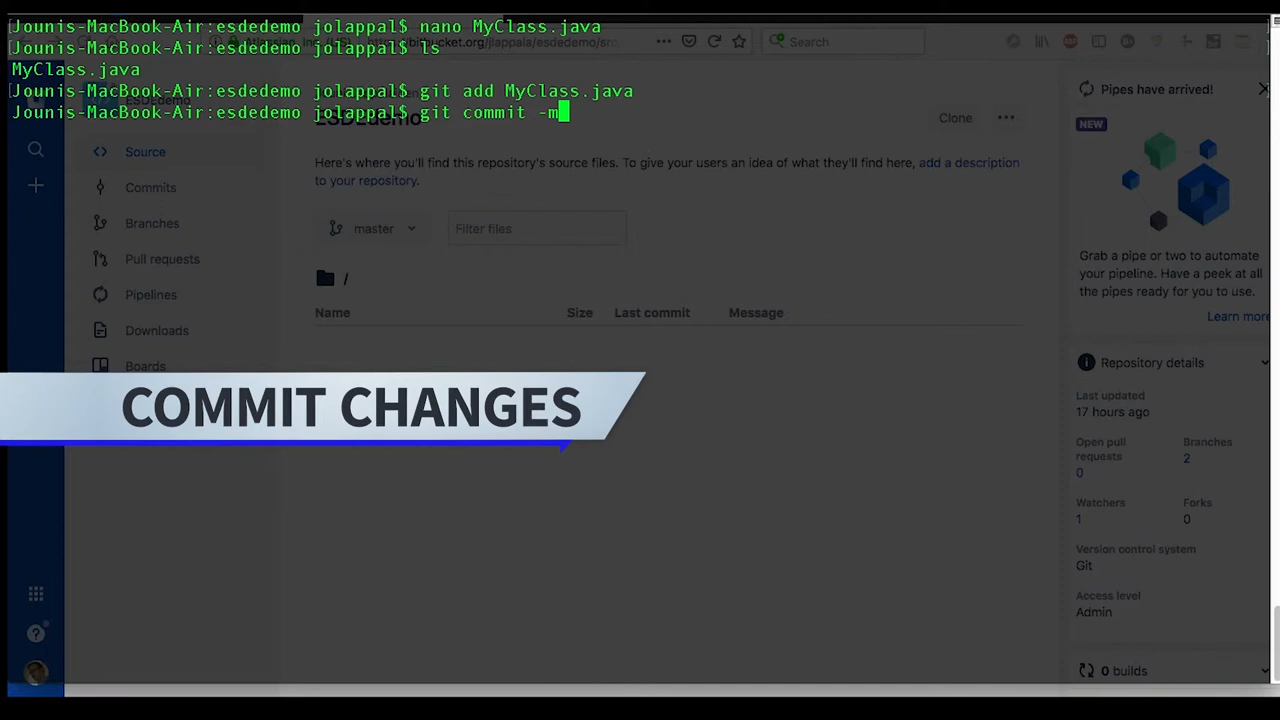 [Jounis-MacBook-Air:esdedemo jolappal$ nano MyClass.java
[Jounis-MacBook-Air:esdedemo jolappal$ ls
MyClass.java
[Jounis-MacBook-Air:esdedemo jolappal$ git add MyClass.java
Jounis-MacBook-Air:esdedemo jolappal$ git commit -m
Search
ESDEdemo
ESDEdemo
Clone
Source
Commits
Branches
Pull requests
Pipelines
Downloads
Boards
Here's where you'll find this repository's source files. To give your users an idea of what they'll find here, add a description
to your repository.
master
Filter files
/
Name Size Last commit Message
COMMIT CHANGES
Pipes have arrived!
NEW
Grab a pipe or two to automate
your pipeline. Have a peek at all
the pipes ready for you to use.
Learn more
Repository details
Last updated
17 hours ago
Open pull
requests
0
Branches
2
Watchers
1
Forks
0
Version control system
Git
Access level
Admin
0 builds